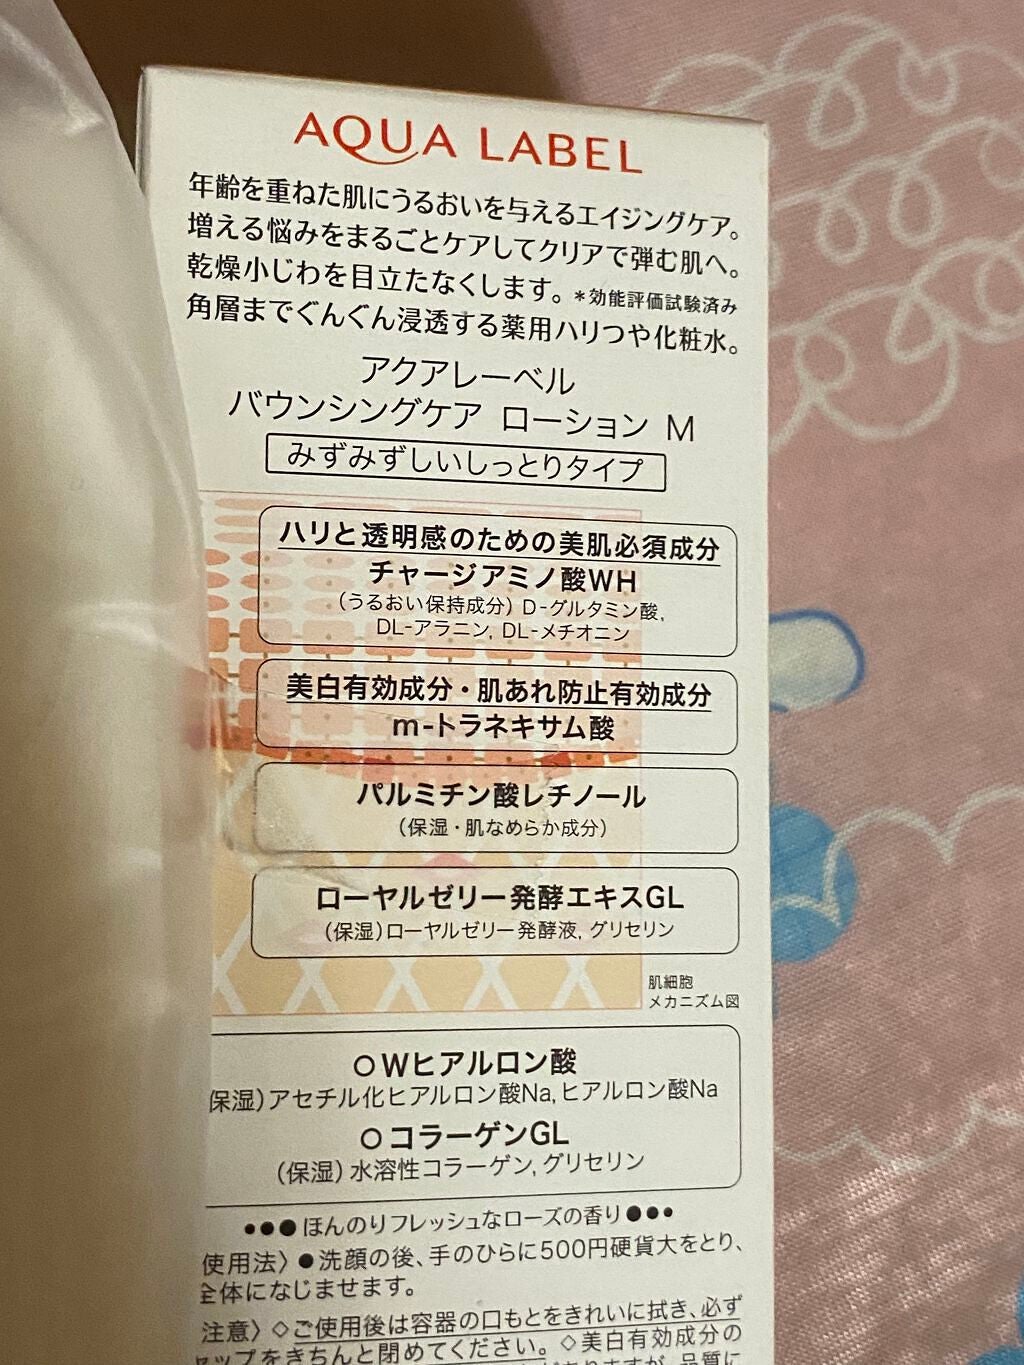 AQUA LABEL
年齢を重ねた肌にうるおいを与えるエイジングケア。
増える悩みをまるごとケアしてクリアで弾む肌へ。
乾燥小じわを目立たなくします。*効能評価試験済み
角層までぐんぐん浸透する薬用ハリつや化粧水。
アクアレーベル
バウンシングケア ローション M
みずみずしいしっとりタイプ
ハリと透明感のための美肌必須成分
チャージアミノ酸WH
(うるおい保持成分) D-グルタミン酸,
DL-アラニン, DL-メチオニン
美白有効成分・肌あれ防止有効成分
m-トラネキサム酸
パルミチン酸レチノール
(保湿・肌なめらか成分)
ローヤルゼリー発酵エキスGL
(保湿)ローヤルゼリー発酵液, グリセリン
肌細胞
メカニズム図
○Wヒアルロン酸
保湿)アセチル化ヒアルロン酸Na, ヒアルロン酸Na
○コラーゲンGL
(保湿) 水溶性コラーゲン, グリセリン
●●●ほんのりフレッシュなローズの香り●●●
使用法〉●洗顔の後、手のひらに500円硬貨大をとり、
全体になじませます。
注意〉◇ご使用後は容器の口もとをきれいに拭き、必ず
ャップをきちんと閉めてください。◇美白有効成分の
ありますが、品質に